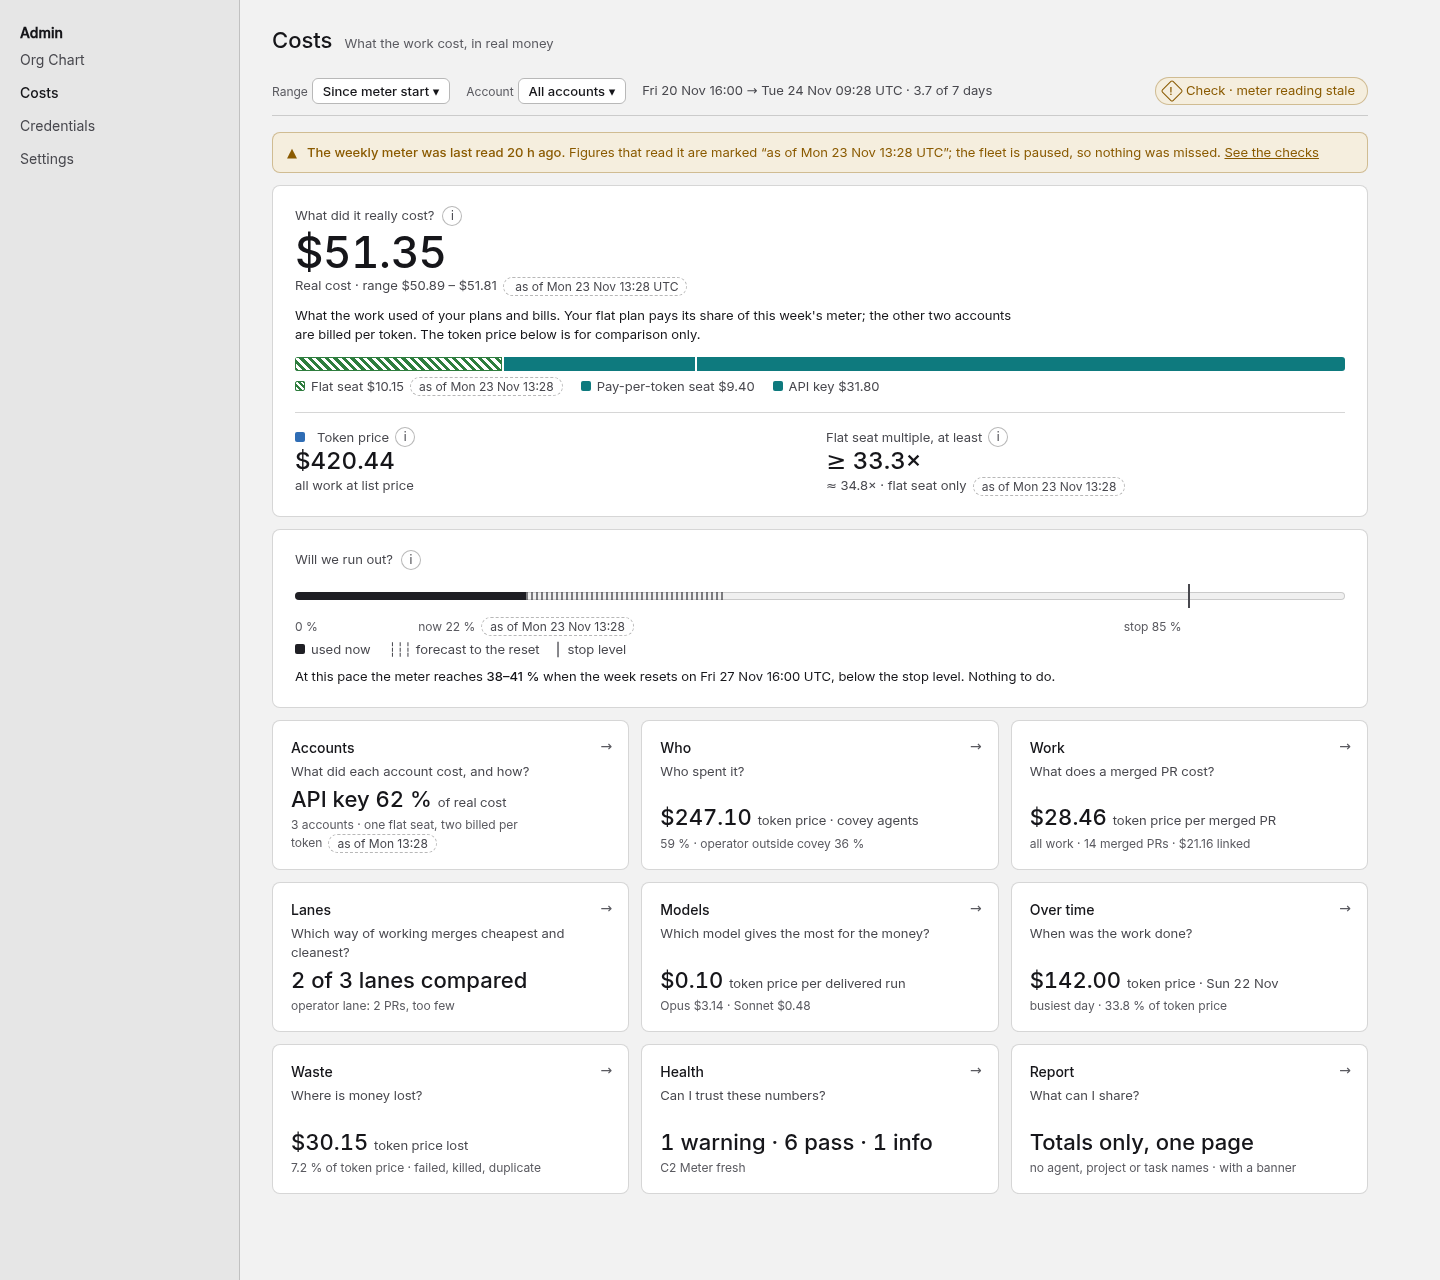 Admin
Org Chart
Costs
Credentials
Settings
Costs What the work cost, in real money
Range Since meter start ▾ Account All accounts ▾ Fri 20 Nov 16:00 → Tue 24 Nov 09:28 UTC · 3.7 of 7 days ! Check · meter reading stale
▲ The weekly meter was last read 20 h ago. Figures that read it are marked “as of Mon 23 Nov 13:28 UTC”; the fleet is paused, so nothing was missed. See the checks
What did it really cost? i
$51.35
Real cost · range $50.89 – $51.81 as of Mon 23 Nov 13:28 UTC
What the work used of your plans and bills. Your flat plan pays its share of this week's meter; the other two accounts
are billed per token. The token price below is for comparison only.
Flat seat $10.15 as of Mon 23 Nov 13:28 Pay-per-token seat $9.40 API key $31.80
Token price i
$420.44
all work at list price
Flat seat multiple, at least i
≥ 33.3×
≈ 34.8× · flat seat only as of Mon 23 Nov 13:28
Will we run out? i
0 % now 22 % as of Mon 23 Nov 13:28 stop 85 %
used now forecast to the reset stop level
At this pace the meter reaches 38–41 % when the week resets on Fri 27 Nov 16:00 UTC, below the stop level. Nothing to do.
Accounts →
What did each account cost, and how?
API key 62 % of real cost
3 accounts · one flat seat, two billed per
token as of Mon 13:28
Who →
Who spent it?
$247.10 token price · covey agents
59 % · operator outside covey 36 %
Work →
What does a merged PR cost?
$28.46 token price per merged PR
all work · 14 merged PRs · $21.16 linked
Lanes →
Which way of working merges cheapest and
cleanest?
2 of 3 lanes compared
operator lane: 2 PRs, too few
Models →
Which model gives the most for the money?
$0.10 token price per delivered run
Opus $3.14 · Sonnet $0.48
Over time →
When was the work done?
$142.00 token price · Sun 22 Nov
busiest day · 33.8 % of token price
Waste →
Where is money lost?
$30.15 token price lost
7.2 % of token price · failed, killed, duplicate
Health →
Can I trust these numbers?
1 warning · 6 pass · 1 info
C2 Meter fresh
Report →
What can I share?
Totals only, one page
no agent, project or task names · with a banner